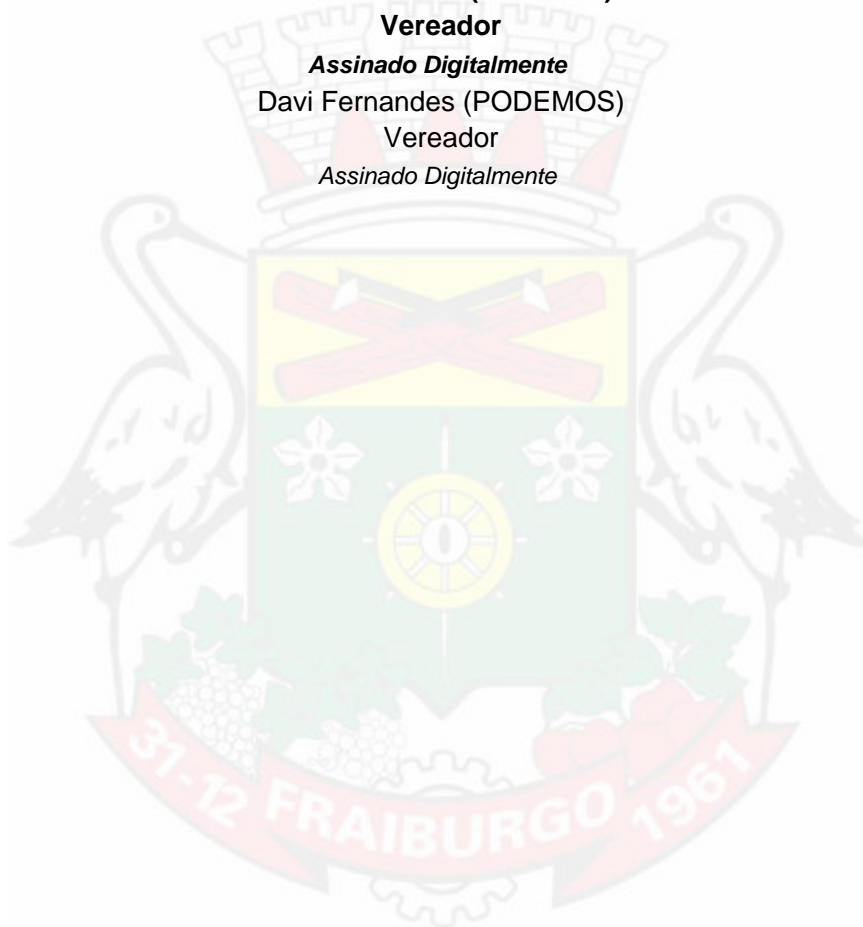 Vereador
Assinado Digitalmente
Davi Fernandes (PODEMOS)
Vereador
Assinado Digitalmente
31-12 FRAIBURGO 1961